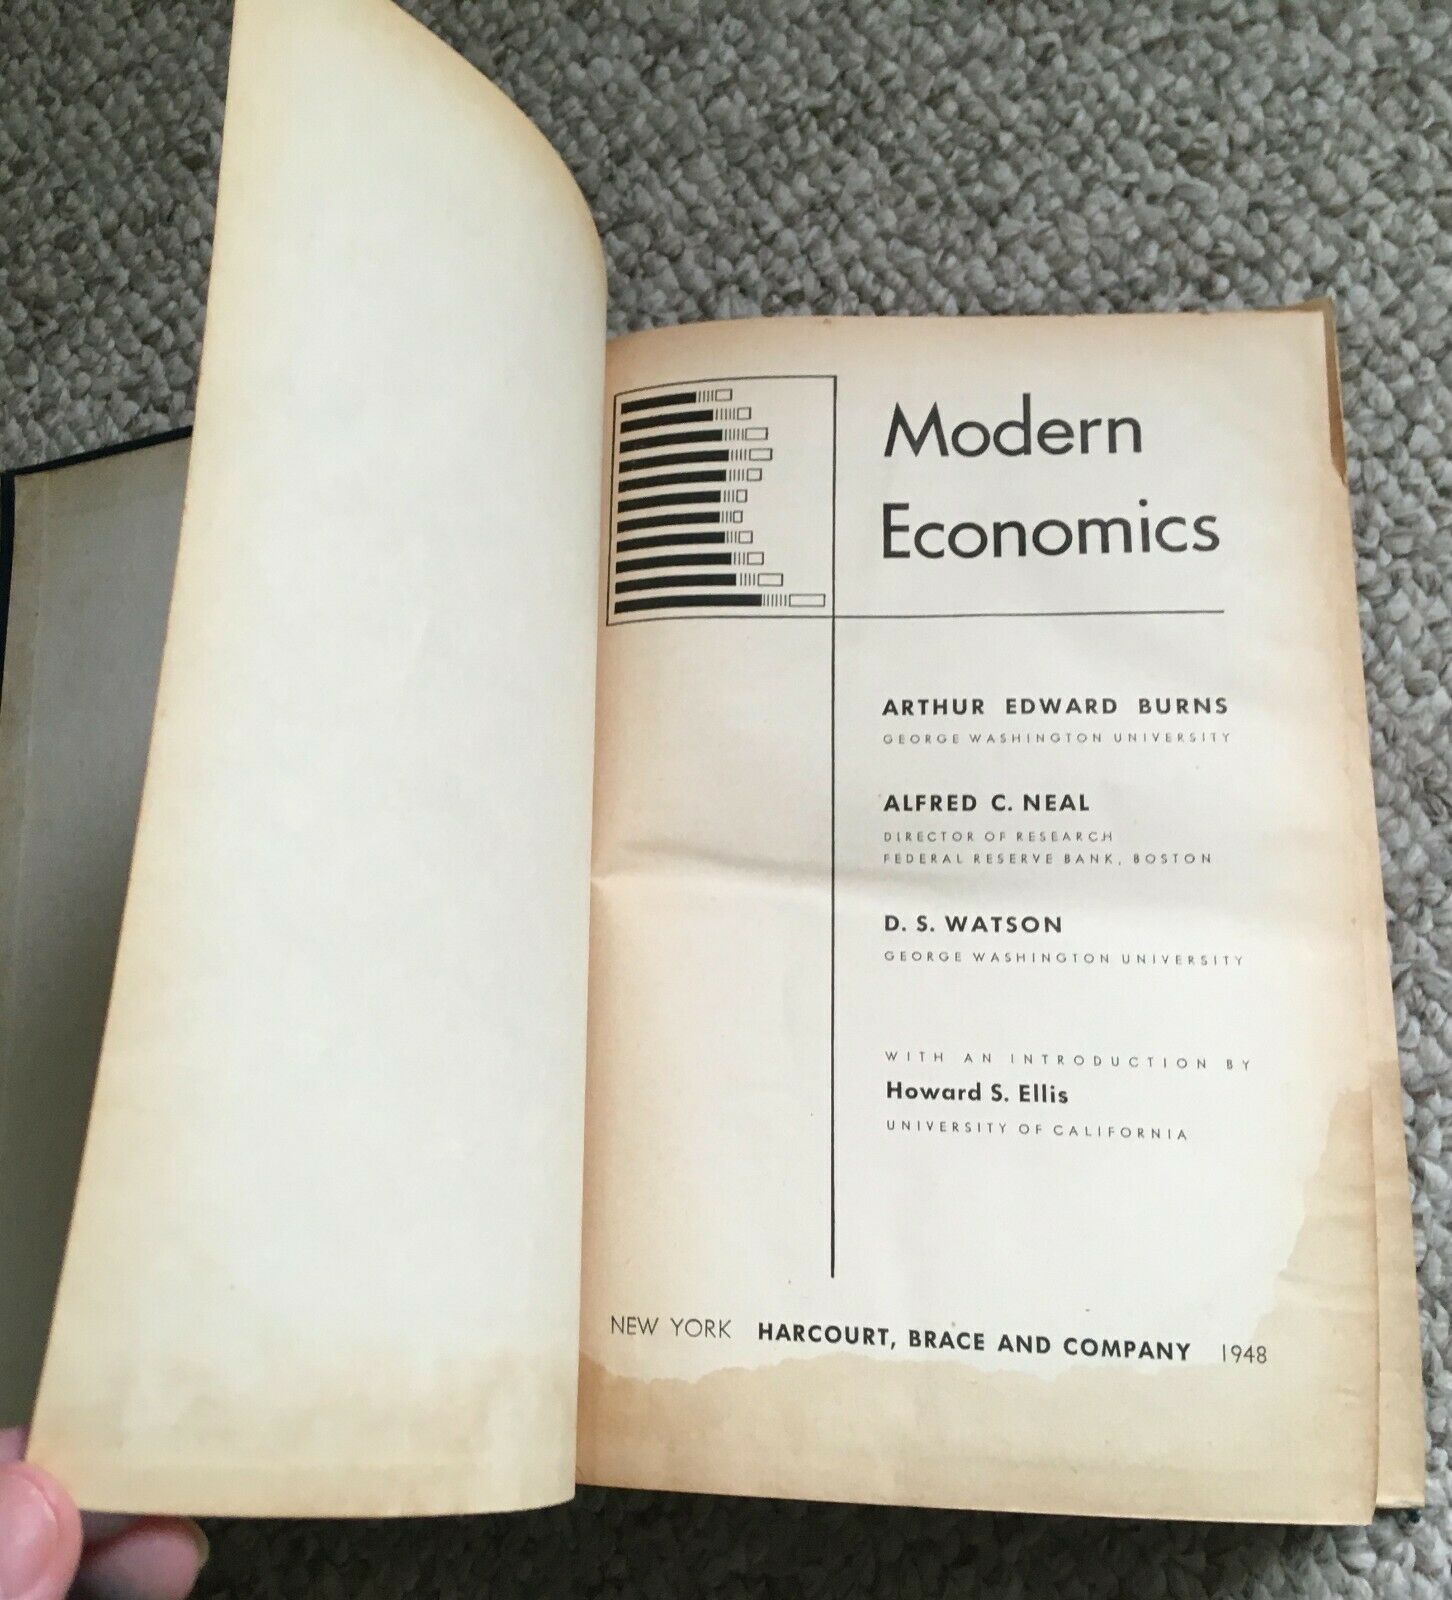 Modern
Economics
ARTHUR EDWARD BURNS
GEORGE WASHINGTON UNIVERSITY
ALFRED C. NEAL
DIRECTOR OF RESEARCH
FEDERAL RESERVE BANK, BOSTON
D. S. WATSON
GEORGE WASHINGTON UNIVERSITY
WITH AN INTRODUCTION BY
Howard S. Ellis
UNIVERSITY OF CALIFORNIA
NEW YORK HARCOURT, BRACE AND COMPANY 1948